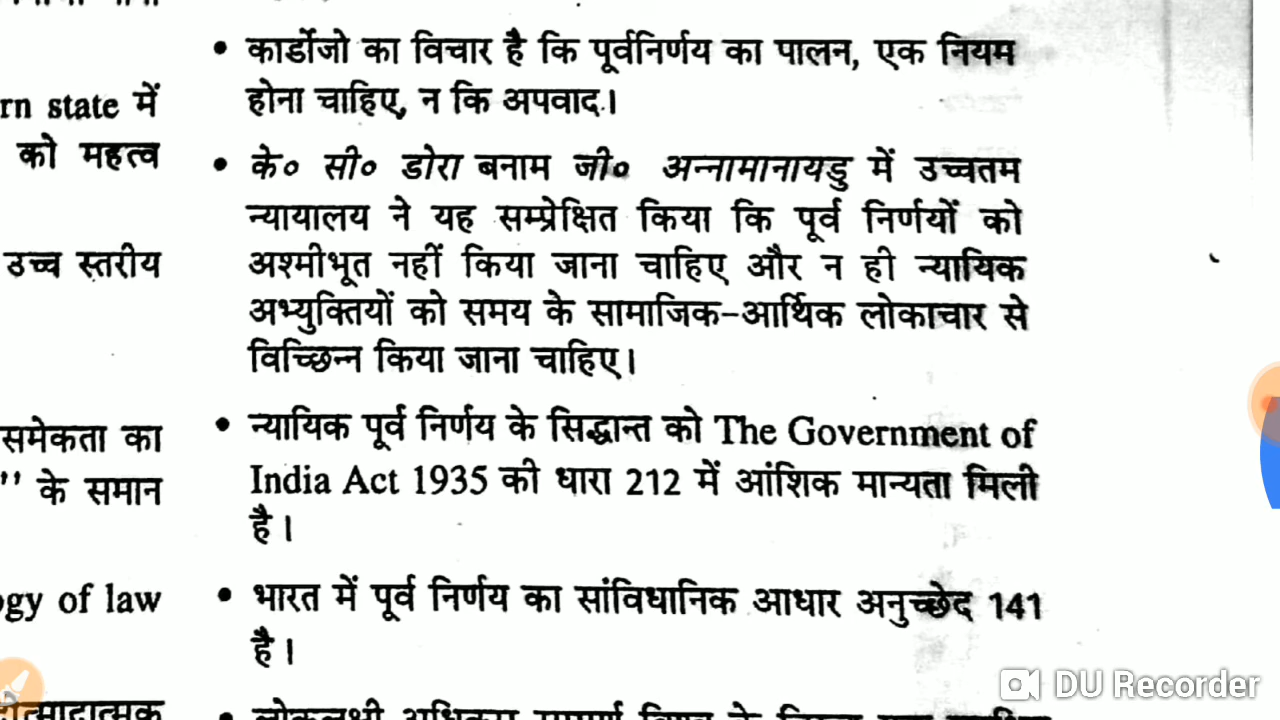 rn state में
को महत्व
उच्च स्तरीय
समेकता का
” के समान
ogy of law
• कार्डोजो का विचार है कि पूर्वनिर्णय का पालन, एक नियम
होना चाहिए, न कि अपवाद।
• के० सी० डोरा बनाम जी० अन्नामानायडु में उच्चतम
न्यायालय ने यह सम्प्रेक्षित किया कि पूर्व निर्णयों को
अश्मीभूत नहीं किया जाना चाहिए और न ही न्यायिक
अभ्युक्तियों को समय के सामाजिक-आर्थिक लोकाचार से
विच्छिन्न किया जाना चाहिए।
• न्यायिक पूर्व निर्णय के सिद्धान्त को The Government of
India Act 1935 की धारा 212 में आंशिक मान्यता मिली
है।
• भारत में पूर्व निर्णय का सांविधानिक आधार अनुच्छेद 141
है।
DU Recorder